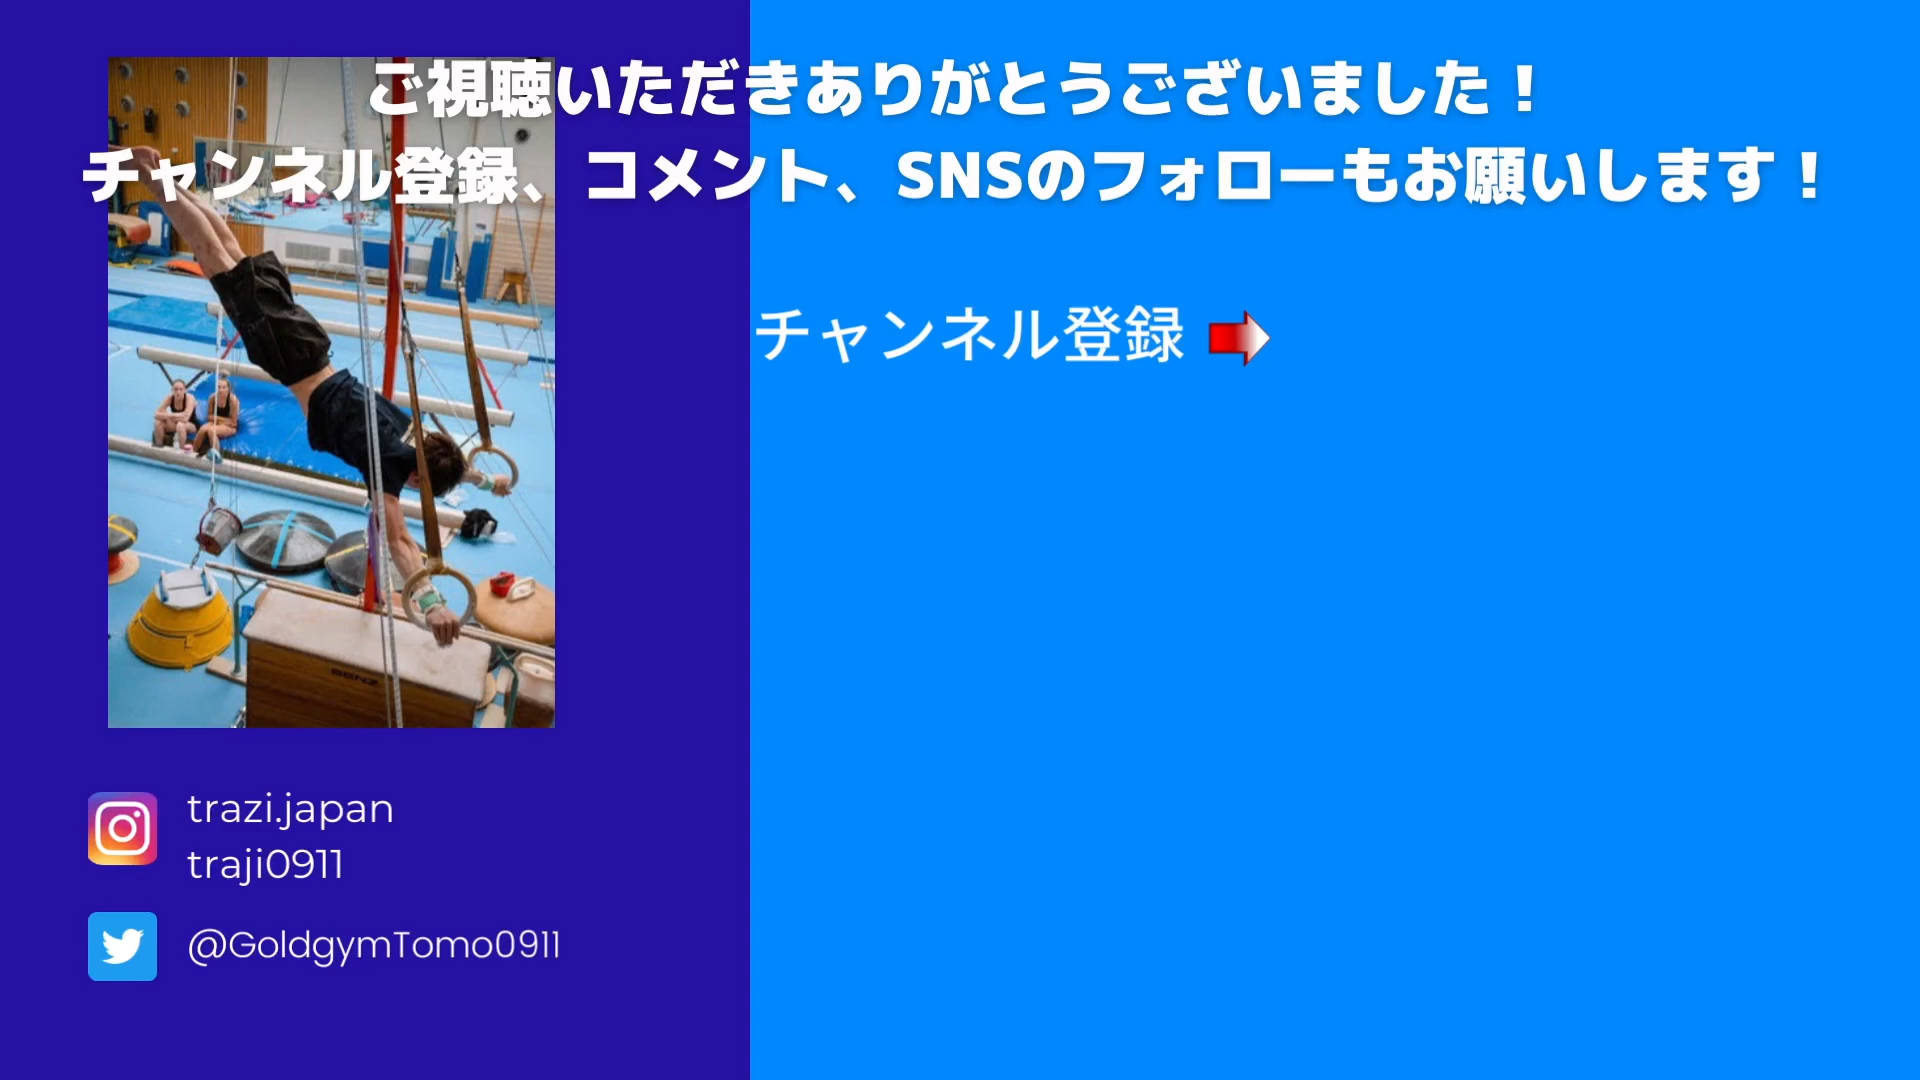 ご視聴いただきありがとうございました！
チャンネル登録、コメント、SNSのフォローもお願いします！
チャンネル登録
BENZ
trazi.japan
traji0911
@GoldgymTomo0911